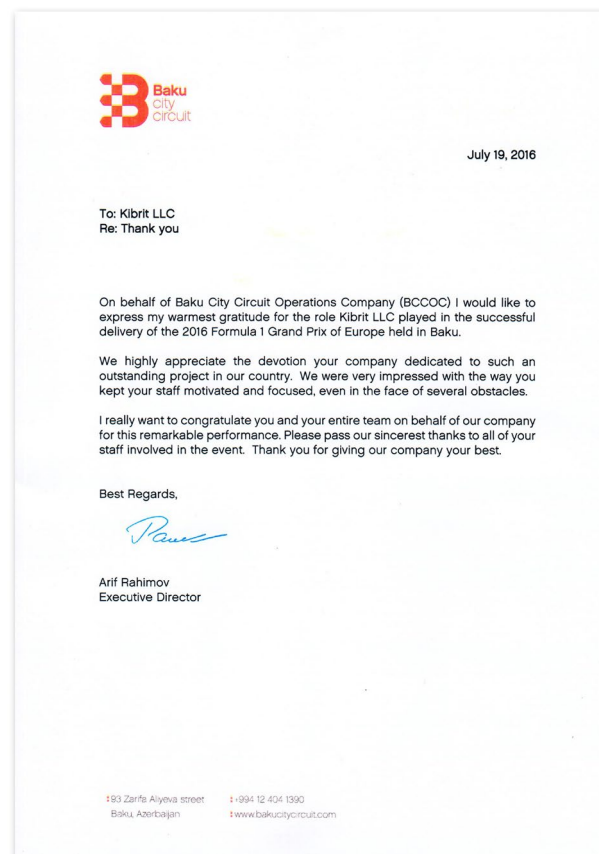 Baku
city
circuit
July 19, 2016
To: Kibrit LLC
Re: Thank you
On behalf of Baku City Circuit Operations Company (BCCOC) I would like to
express my warmest gratitude for the role Kibrit LLC played in the successful
delivery of the 2016 Formula 1 Grand Prix of Europe held in Baku.
We highly appreciate the devotion your company dedicated to such an
outstanding project in our country. We were very impressed with the way you
kept your staff motivated and focused, even in the face of several obstacles.
I really want to congratulate you and your entire team on behalf of our company
for this remarkable performance. Please pass our sincerest thanks to all of your
staff involved in the event. Thank you for giving our company your best.
Best Regards,
Arif Rahimov
Executive Director
93 Zarifa Aliyeva street
Baku, Azerbaijan
+994 12 404 1390
www.bakucitycircuit.com